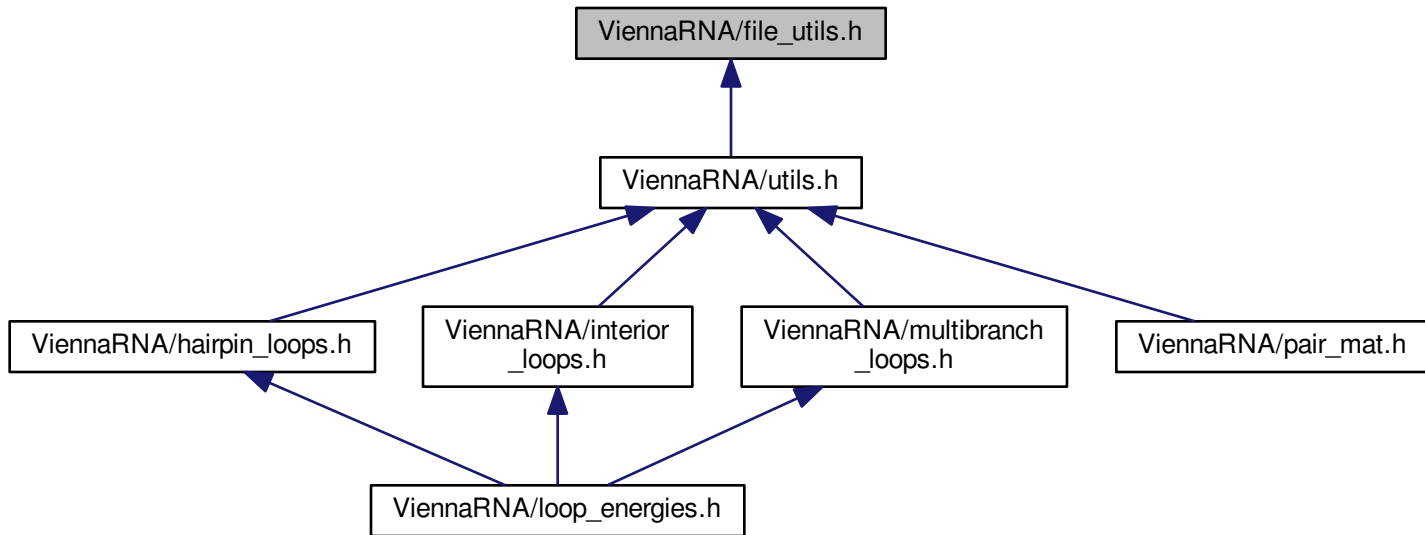 ViennaRNA/file_utils.h
ViennaRNA/utils.h
ViennaRNA/hairpin_loops.h
ViennaRNA/interior
_loops.h
ViennaRNA/multibranch
_loops.h
ViennaRNA/pair_mat.h
ViennaRNA/loop_energies.h